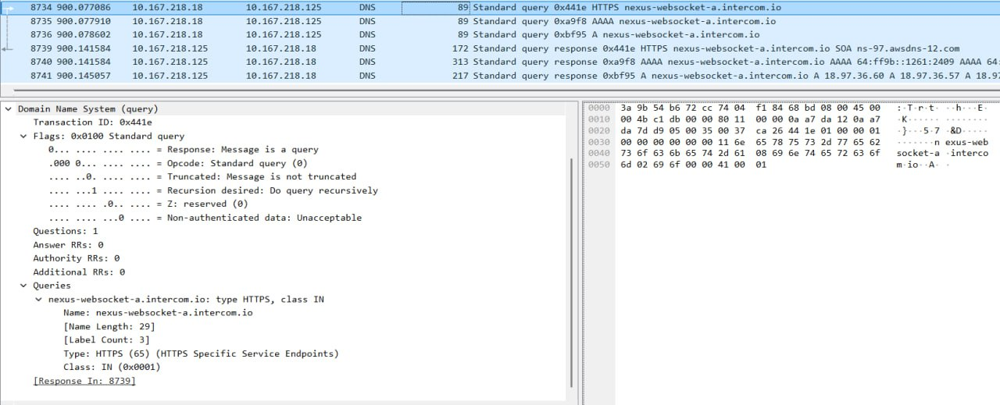 8734 900.077086 10.167.218.18 10.167.218.125 DNS 89 Standard query 0x441e HTTPS nexus-websocket-a.intercom.io
8735 900.077910 10.167.218.18 10.167.218.125 DNS 89 Standard query 0xa9f8 AAAA nexus-websocket-a.intercom.io
8736 900.078602 10.167.218.18 10.167.218.125 DNS 89 Standard query 0xbf95 A nexus-websocket-a.intercom.io
8739 900.141584 10.167.218.125 10.167.218.18 DNS 172 Standard query response 0x441e HTTPS nexus-websocket-a.intercom.io SOA ns-97.awsdns-12.com
8740 900.141584 10.167.218.125 10.167.218.18 DNS 313 Standard query response 0xa9f8 AAAA nexus-websocket-a.intercom.io AAAA 64:ff9b::1261:2409 AAAA 64:
8741 900.145057 10.167.218.125 10.167.218.18 DNS 217 Standard query response 0xbf95 A nexus-websocket-a.intercom.io A 18.97.36.60 A 18.97.36.57 A 18.97
Domain Name System (query)
Transaction ID: 0x441e
Flags: 0x0100 Standard query
0... .... .... .... = Response: Message is a query
.000 0... .... .... = Opcode: Standard query (0)
.... ..0. .... .... = Truncated: Message is not truncated
.... ...1 .... .... = Recursion desired: Do query recursively
.... .... .0.. .... = Z: reserved (0)
.... .... ...0 .... = Non-authenticated data: Unacceptable
Questions: 1
Answer RRs: 0
Authority RRs: 0
Additional RRs: 0
Queries
nexus-websocket-a.intercom.io: type HTTPS, class IN
Name: nexus-websocket-a.intercom.io
[Name Length: 29]
[Label Count: 3]
Type: HTTPS (65) (HTTPS Specific Service Endpoints)
Class: IN (0x0001)
[Response In: 8739]
0000 3a 9b 54 b6 72 cc 74 04 f1 84 68 bd 08 00 45 00 :·T·r·t· ··h···E·
0010 00 4b c1 db 00 00 80 11 00 00 0a a7 da 12 0a a7 ·K······ ········
0020 da 7d d9 05 00 35 00 37 ca 26 44 1e 01 00 00 01 ·}···5·7 ·&D·····
0030 00 00 00 00 00 00 11 6e 65 78 75 73 2d 77 65 62 ·······n exus-web
0040 73 6f 63 6b 65 74 2d 61 08 69 6e 74 65 72 63 6f socket-a ·interco
0050 6d 02 69 6f 00 00 41 00 01 m·io··A· ·